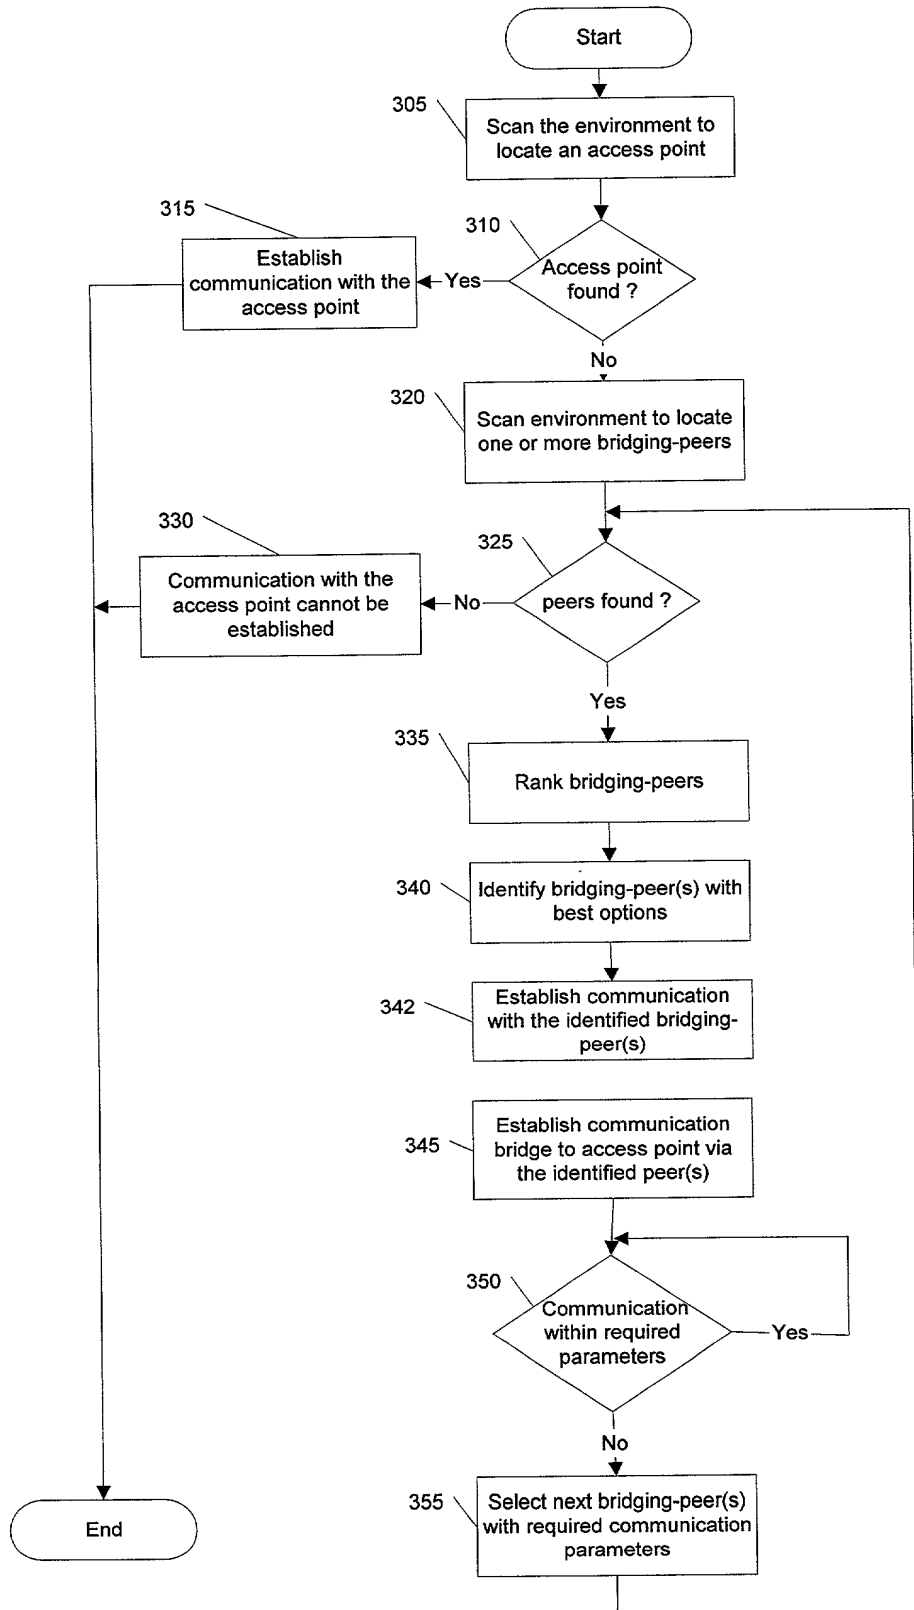 Start
305
Scan the environment to
locate an access point
315
310
Establish
communication with the
access point
Yes
Access point
found ?
No
320
Scan environment to locate
one or more bridging-peers
330
325
Communication with the
access point cannot be
established
No
peers found ?
Yes
335
Rank bridging-peers
340
Identify bridging-peer(s) with
best options
342
Establish communication
with the identified bridging-
peer(s)
345
Establish communication
bridge to access point via
the identified peer(s)
350
Communication
within required
parameters
Yes
No
355
Select next bridging-peer(s)
with required communication
parameters
End